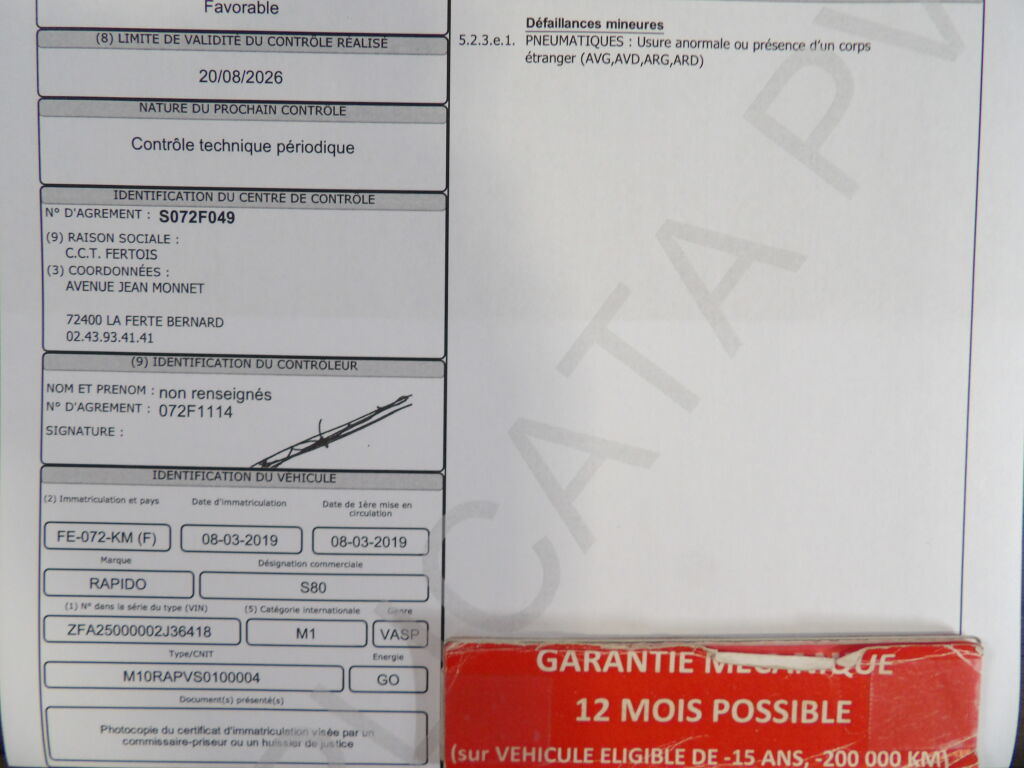 Favorable
(8) LIMITE DE VALIDITÉ DU CONTRÔLE RÉALISÉ
20/08/2026
NATURE DU PROCHAIN CONTRÔLE
Contrôle technique périodique
IDENTIFICATION DU CENTRE DE CONTRÔLE
N° D'AGREMENT : S072F049
(9) RAISON SOCIALE :
C.C.T. FERTOIS
(3) COORDONNÉES :
AVENUE JEAN MONNET
72400 LA FERTE BERNARD
02.43.93.41.41
(9) IDENTIFICATION DU CONTRÔLEUR
NOM ET PRENOM : non renseignés
N° D'AGREMENT : 072F1114
SIGNATURE :
IDENTIFICATION DU VÉHICULE
(2) Immatriculation et pays
Date d'immatriculation
Date de 1ère mise en
circulation
FE-072-KM (F)
08-03-2019
08-03-2019
Marque
Désignation commerciale
RAPIDO
S80
(1) N° dans la série du type (VIN)
(5) Catégorie internationale
Genre
ZFA25000002J36418
M1
VASP
Type/CNIT
Energie
M10RAPVS0100004
GO
Document(s) présenté(s)
Photocopie du certificat d'immatriculation visée par un
commissaire-priseur ou un huissier de justice
Défaillances mineures
5.2.3.e.1. PNEUMATIQUES : Usure anormale ou présence d'un corps
étranger (AVG,AVD,ARG,ARD)
CATA PV
GARANTIE MECANIQUE
12 MOIS POSSIBLE
(sur VEHICULE ELIGIBLE DE -15 ANS, -200 000 KM)